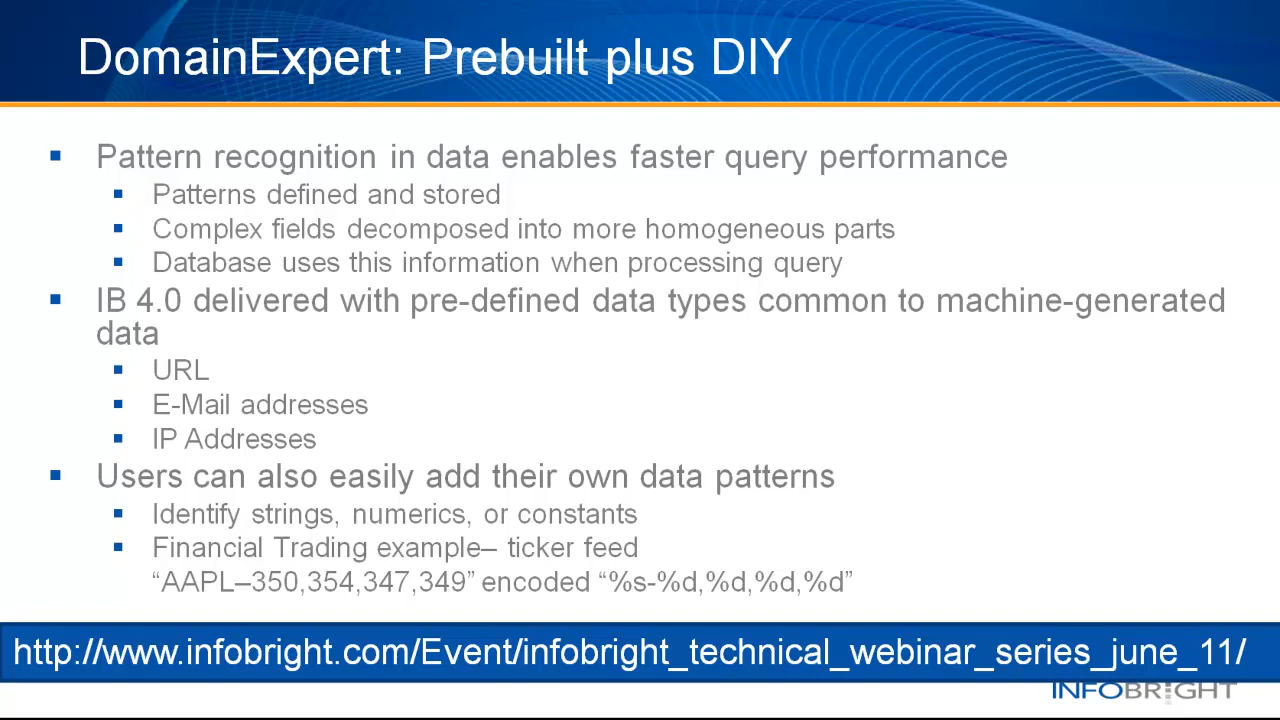 DomainExpert: Prebuilt plus DIY
▪ Pattern recognition in data enables faster query performance
▪ Patterns defined and stored
▪ Complex fields decomposed into more homogeneous parts
▪ Database uses this information when processing query
▪ IB 4.0 delivered with pre-defined data types common to machine-generated
data
▪ URL
▪ E-Mail addresses
▪ IP Addresses
▪ Users can also easily add their own data patterns
▪ Identify strings, numerics, or constants
▪ Financial Trading example– ticker feed
“AAPL–350,354,347,349” encoded “%s-%d,%d,%d,%d”
http://www.infobright.com/Event/infobright_technical_webinar_series_june_11/
INFOBRIGHT